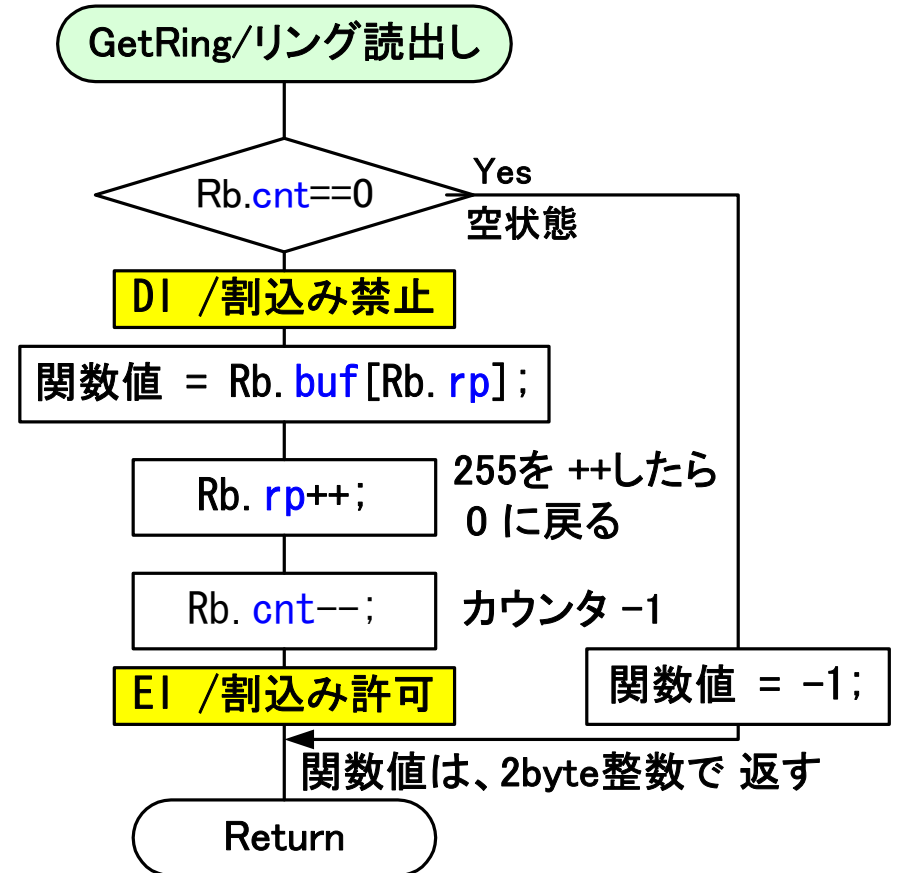 GetRing/リング読出し
Rb.cnt==0
Yes
空状態
DI /割込み禁止
関数値 = Rb.buf[Rb.rp];
Rb.rp++;
255を ++したら
0 に戻る
Rb.cnt--;
カウンタ -1
EI /割込み許可
関数値 = -1;
関数値は、2byte整数で 返す
Return